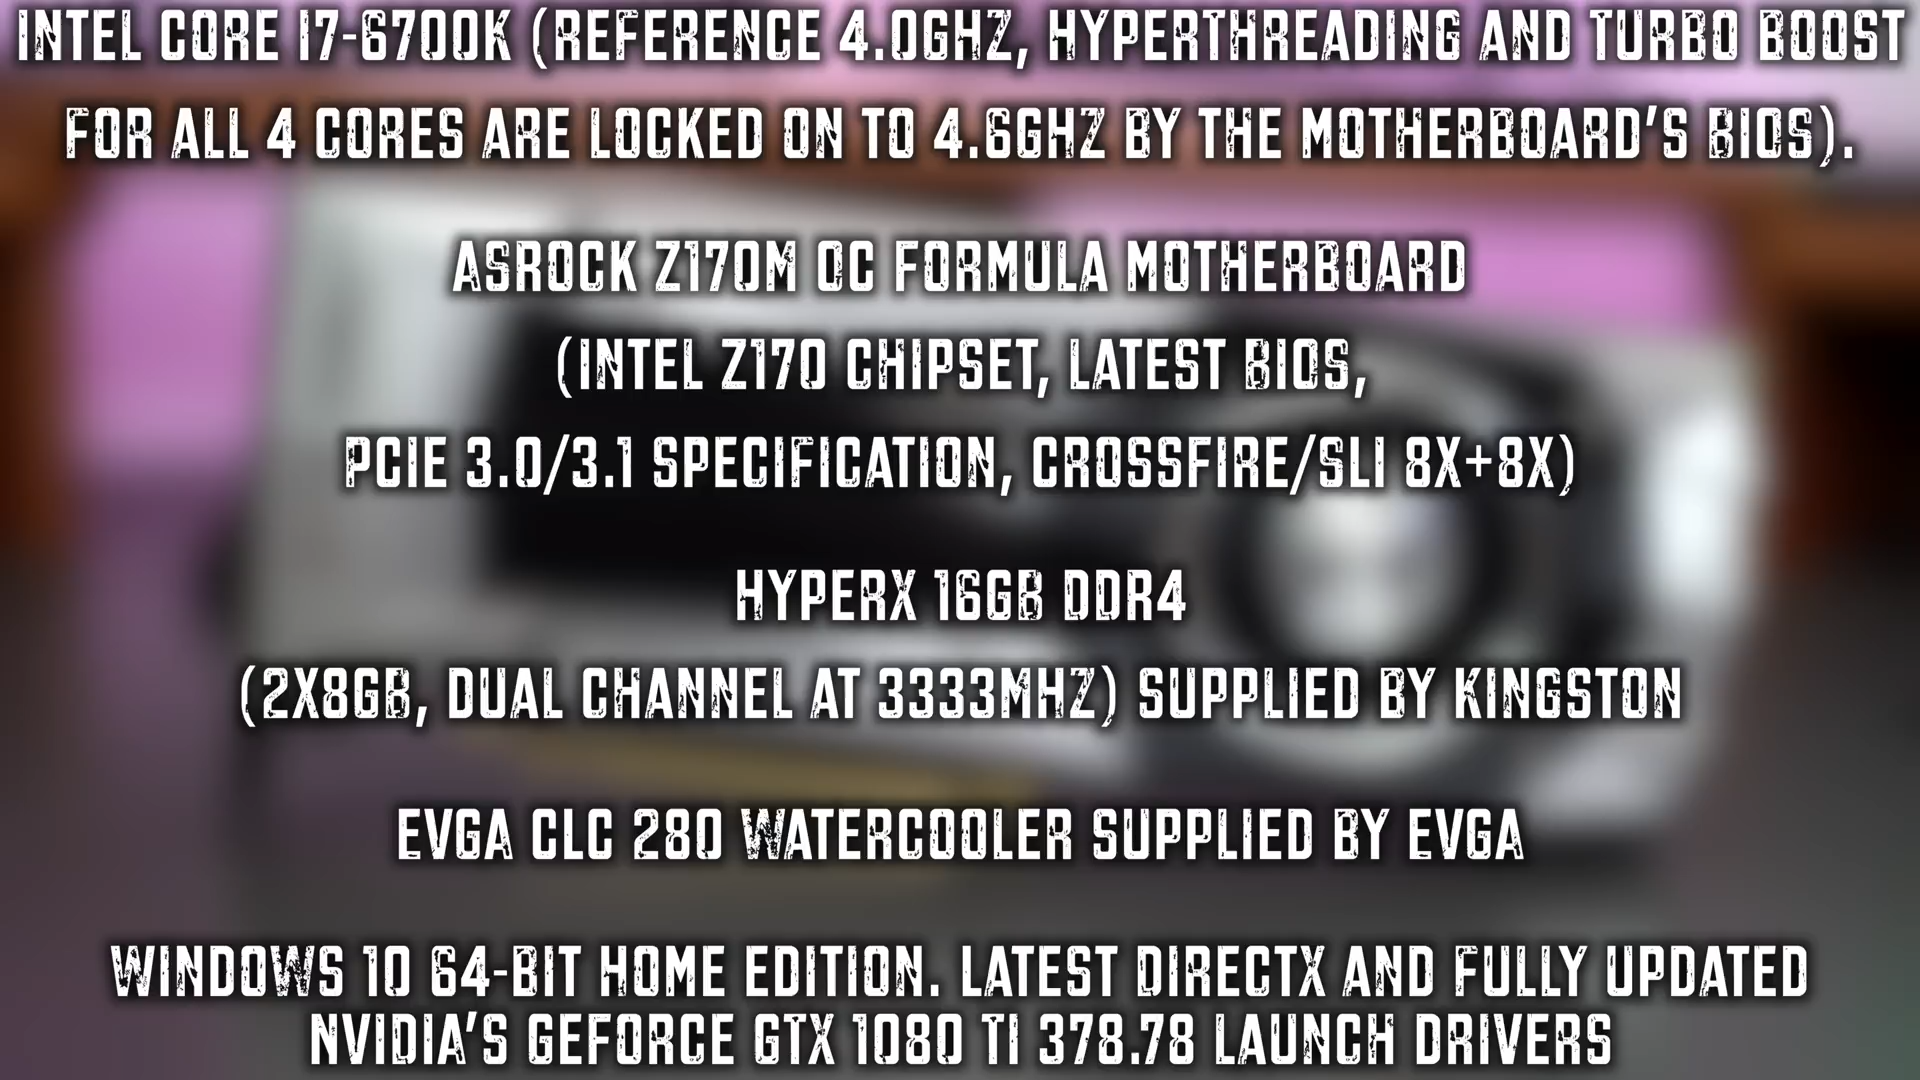 INTEL CORE I7-6700K (REFERENCE 4.0GHZ, HYPERTHREADING AND TURBO BOOST
FOR ALL 4 CORES ARE LOCKED ON TO 4.6GHZ BY THE MOTHERBOARD'S BIOS).
ASROCK Z170M OC FORMULA MOTHERBOARD
(INTEL Z170 CHIPSET, LATEST BIOS,
PCIE 3.0/3.1 SPECIFICATION, CROSSFIRE/SLI 8X+8X)
HYPERX 16GB DDR4
(2X8GB, DUAL CHANNEL AT 3333MHZ) SUPPLIED BY KINGSTON
EVGA CLC 280 WATERCOOLER SUPPLIED BY EVGA
WINDOWS 10 64-BIT HOME EDITION. LATEST DIRECTX AND FULLY UPDATED
NVIDIA'S GEFORCE GTX 1080 TI 378.78 LAUNCH DRIVERS